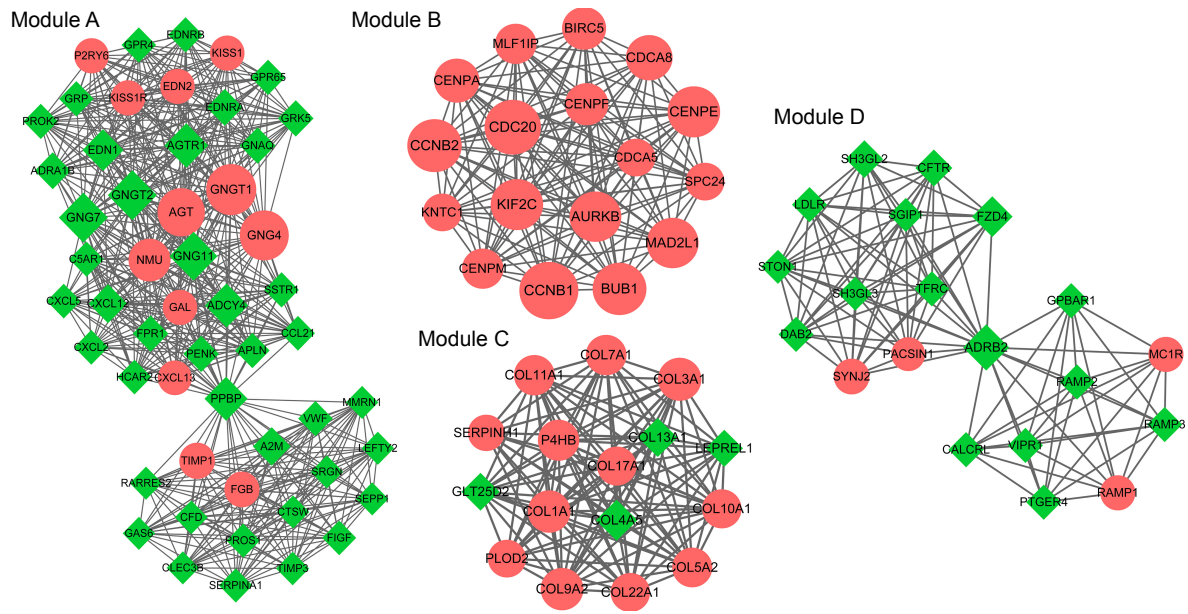 Module A
EDNRB
GPR4
P2RY6
KISS1
GPR65
EDN2
KISS1R
GRP
EDNRA
PROK2
GRK5
AGTR1
GNAQ
EDN1
ADRA1B
GNGT2
GNGT1
AGT
GNG7
GNG4
GNG11
C5AR1
NMU
SSTR1
CXCL5
CXCL12
GAL
ADCY4
FPR1
CCL21
CXCL2
PENK
APLN
HCAR2
CXCL13
PPBP
MMRN1
VWF
A2M
LEFTY2
TIMP1
SRGN
RARRES2
FGB
SEPP1
CTSW
CFD
GAS6
PROS1
FIGF
CLEC3B
TIMP3
SERPINA1
Module B
BIRC5
MLF1IP
CDCA8
CENPA
CENPF
CENPE
CDC20
CCNB2
CDCA5
SPC24
KIF2C
KNTC1
AURKB
MAD2L1
CENPM
CCNB1
BUB1
Module C
COL7A1
COL11A1
COL3A1
SERPINH1
P4HB
COL13A1
LEPREL1
COL17A1
GLT25D2
COL1A1
COL10A1
COL4A5
PLOD2
COL5A2
COL9A2
COL22A1
Module D
SH3GL2
CFTR
LDLR
SGIP1
FZD4
STON1
SH3GL3
TFRC
GPBAR1
DAB2
ADRB2
PACSIN1
MC1R
SYNJ2
RAMP2
RAMP3
CALCRL
VIPR1
PTGER4
RAMP1